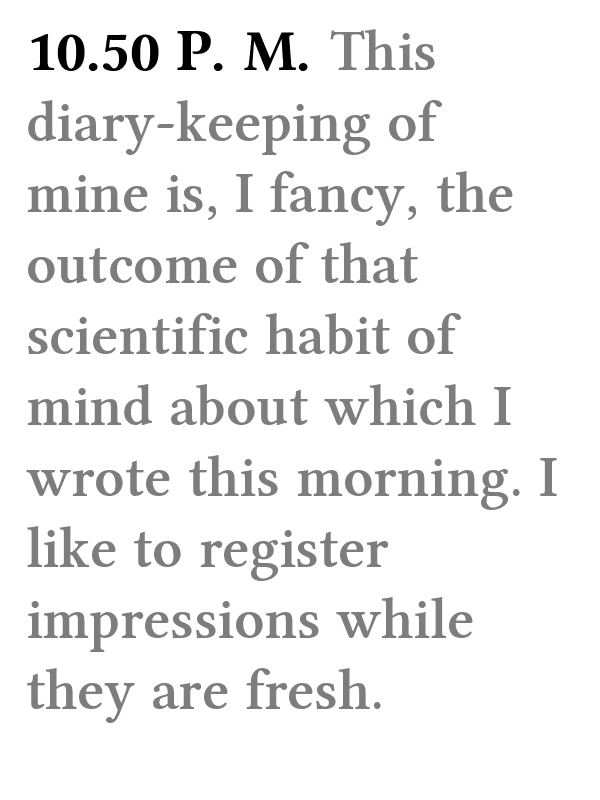 10.50 P. M. This
diary-keeping of
mine is, I fancy, the
outcome of that
scientific habit of
mind about which I
wrote this morning. I
like to register
impressions while
they are fresh.